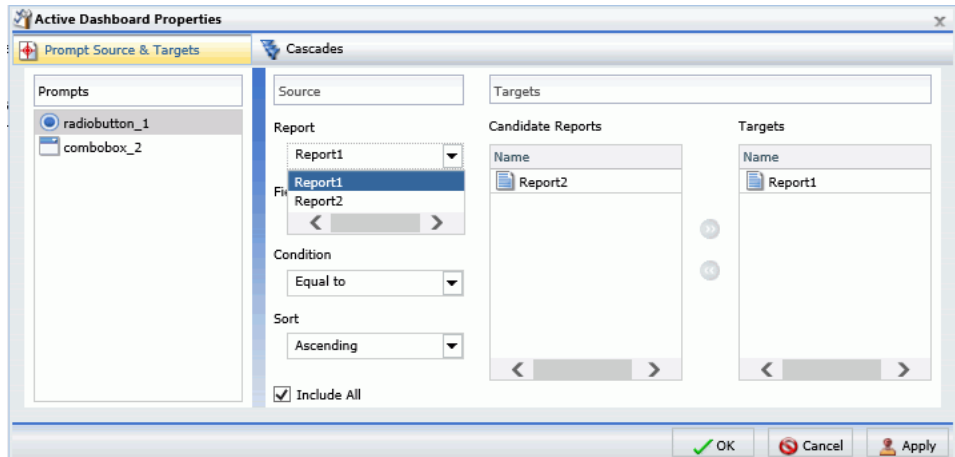 Active Dashboard Properties
Prompt Source & Targets
Cascades
Prompts
radiobutton_1
combobox_2
Source
Report
Report1
Report1
Report2
Fi
Condition
Equal to
Sort
Ascending
Include All
Targets
Candidate Reports
Name
Report2
Targets
Name
Report1
OK
Cancel
Apply